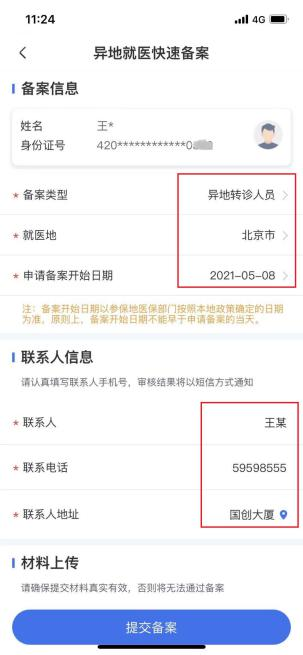 11:24
4G
异地就医快速备案
备案信息
姓名 王*
身份证号 420************0
* 备案类型 异地转诊人员
* 就医地 北京市
* 申请备案开始日期 2021-05-08
注：备案开始日期以参保地医保部门按照本地政策确定的日期
为准，原则上，备案开始日期不能早于申请备案的当天。
联系人信息
请认真填写联系人手机号，审核结果将以短信方式通知
* 联系人 王某
* 联系电话 59598555
* 联系人地址 国创大厦
材料上传
请确保提交材料真实有效，否则将无法通过备案
提交备案